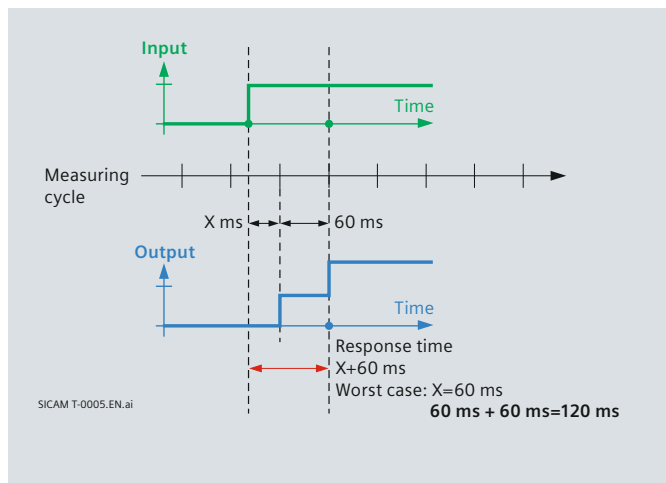 Input
Time
Measuring
cycle
X ms
60 ms
Output
Time
Response time
X+60 ms
Worst case: X=60 ms
60 ms + 60 ms=120 ms
SICAM T-0005.EN.ai